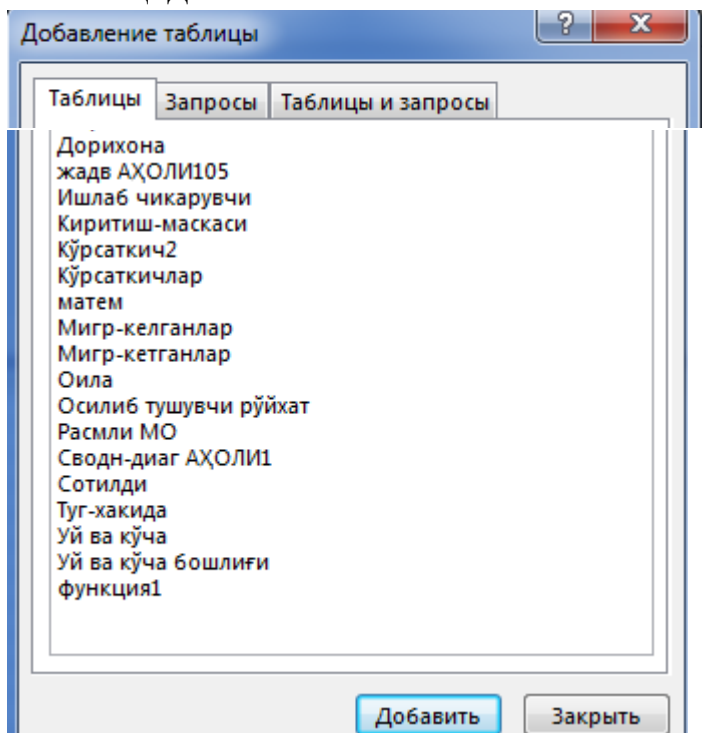 Добавление таблицы
Таблицы Запросы Таблицы и запросы
Дорихона
жадв АҲОЛИ105
Ишлаб чикарувчи
Киритиш-маскаси
Кўрсаткич2
Кўрсаткичлар
матем
Мигр-келганлар
Мигр-кетганлар
Оила
Осилиб тушувчи рўйхат
Расмли МО
Сводн-диаг АҲОЛИ1
Сотилди
Туг-хакида
Уй ва кўча
Уй ва кўча бошлиғи
функция1
Добавить Закрыть